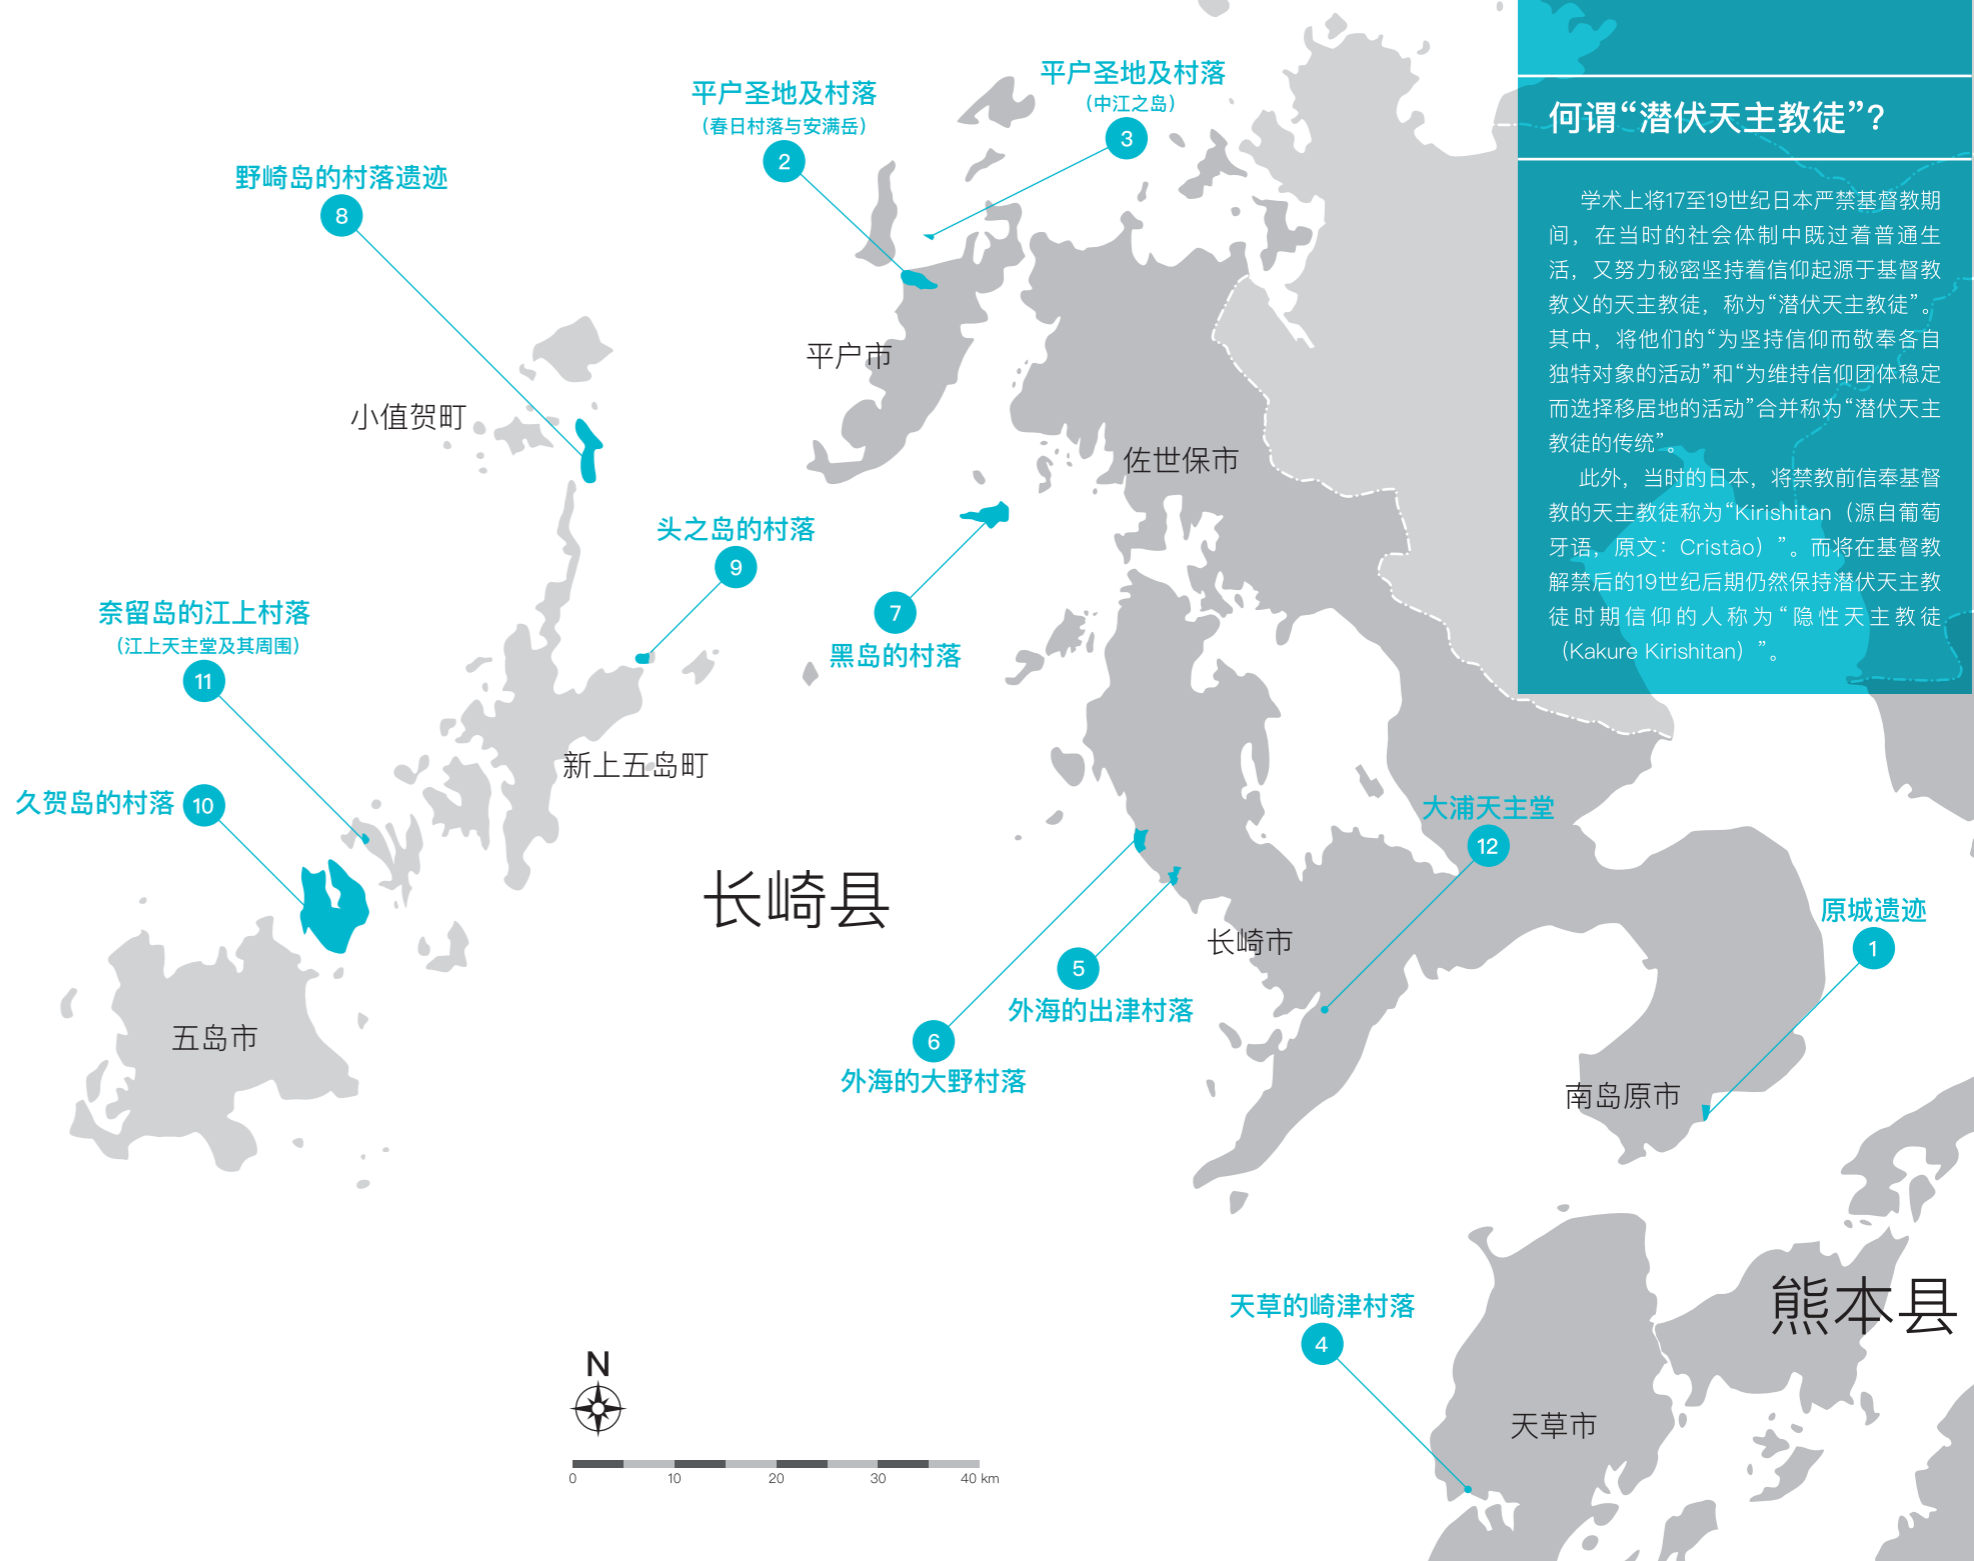 何谓“潜伏天主教徒”？
学术上将17至19世纪日本严禁基督教期
间，在当时的社会体制中既过着普通生
活，又努力秘密坚持着信仰起源于基督教
教义的天主教徒，称为“潜伏天主教徒”。
其中，将他们的“为坚持信仰而敬奉各自
独特对象的活动”和“为维持信仰团体稳定
而选择移居地的活动”合并称为“潜伏天主
教徒的传统”。
此外，当时的日本，将禁教前信奉基督
教的天主教徒称为“Kirishitan（源自葡萄
牙语，原文：Cristão）”。而将在基督教
解禁后的19世纪后期仍然保持潜伏天主教
徒时期信仰的人称为“隐性天主教徒
（Kakure Kirishitan）”。
平户圣地及村落
（中江之岛）
3
平户圣地及村落
（春日村落与安满岳）
2
野崎岛的村落遗迹
8
平户市
小值贺町
佐世保市
头之岛的村落
9
7
黑岛的村落
奈留岛的江上村落
（江上天主堂及其周围）
11
新上五岛町
久贺岛的村落
10
大浦天主堂
12
长崎县
原城遗迹
1
长崎市
5
外海的出津村落
6
外海的大野村落
五岛市
南岛原市
熊本县
天草的崎津村落
4
天草市
N
0 10 20 30 40 km